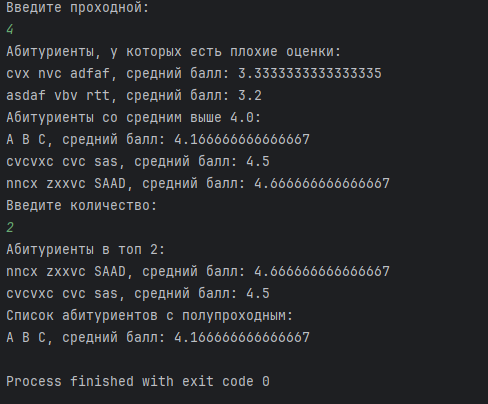 Введите проходной:
4
Абитуриенты, у которых есть плохие оценки:
cvx nvc adfaf, средний балл: 3.3333333333333335
asdaf vbv rtt, средний балл: 3.2
Абитуриенты со средним выше 4.0:
A B C, средний балл: 4.166666666666667
cvcvxc cvc sas, средний балл: 4.5
nncx zxxvc SAAD, средний балл: 4.666666666666667
Введите количество:
2
Абитуриенты в топ 2:
nncx zxxvc SAAD, средний балл: 4.666666666666667
cvcvxc cvc sas, средний балл: 4.5
Список абитуриентов с полупроходным:
A B C, средний балл: 4.166666666666667
Process finished with exit code 0